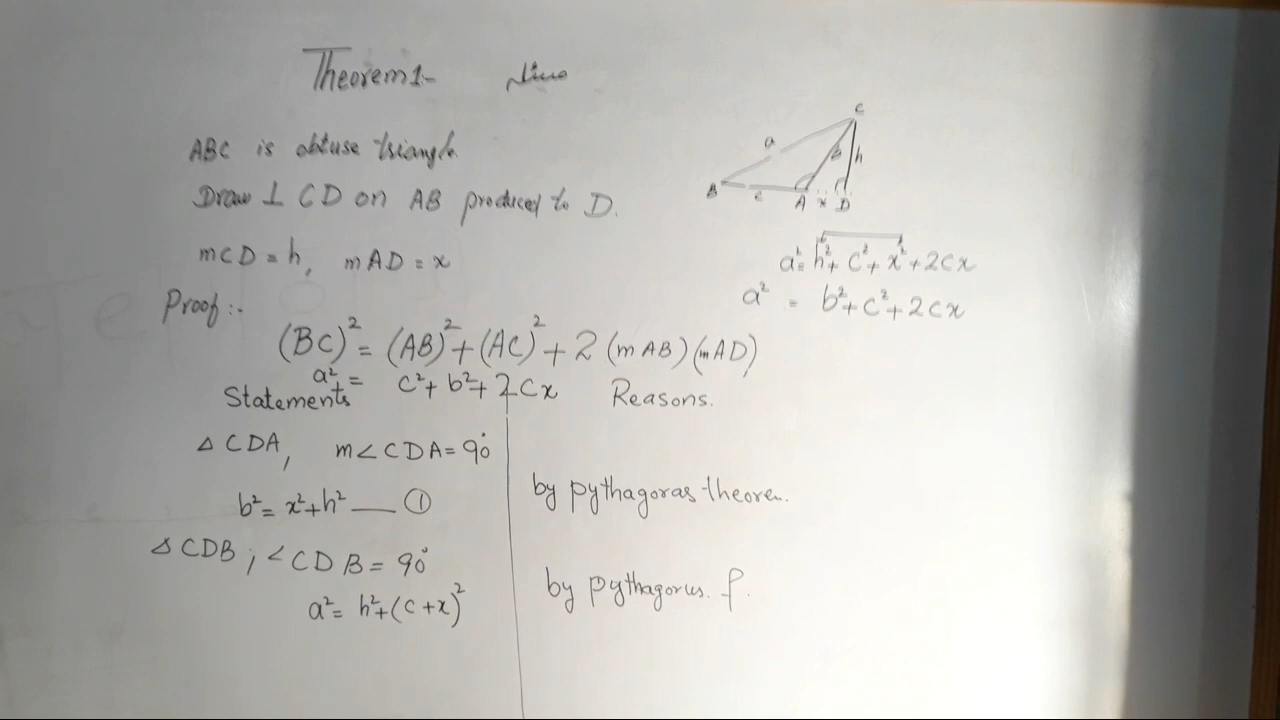 Theorem 1-
ABC is obtuse triangle.
Draw ⊥ CD on AB produced to D.
mCD = h, mAD = x
Proof :-
(BC)² = (AB)² + (AC)² + 2 (mAB)(mAD)
a² = c² + b² + 2cx
Statements Reasons.
△ CDA, m∠CDA = 90°
b² = x² + h² — ① by pythagoras theorem.
△ CDB ; ∠CDB = 90°
a² = h² + (c + x)² by pythagorus.
C
a
b
h
B
c
A
x
D
a² = h² + c² + x² + 2cx
a² = b² + c² + 2cx